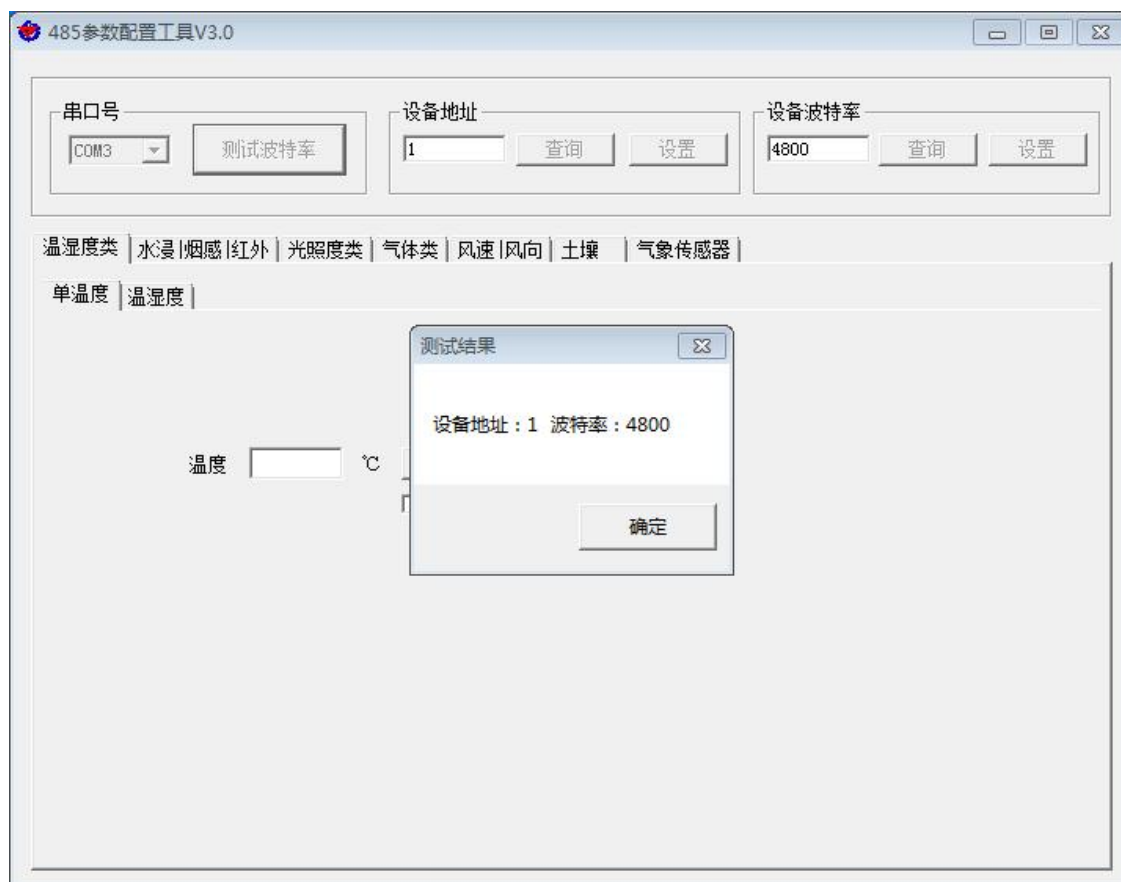 485参数配置工具V3.0
串口号 设备地址 设备波特率
COM3 测试波特率 1 查询 设置 4800 查询 设置
温湿度类 水浸|烟感|红外 光照度类 气体类 风速|风向 土壤 气象传感器
单温度 温湿度
测试结果
设备地址：1 波特率：4800
温度 ℃
确定